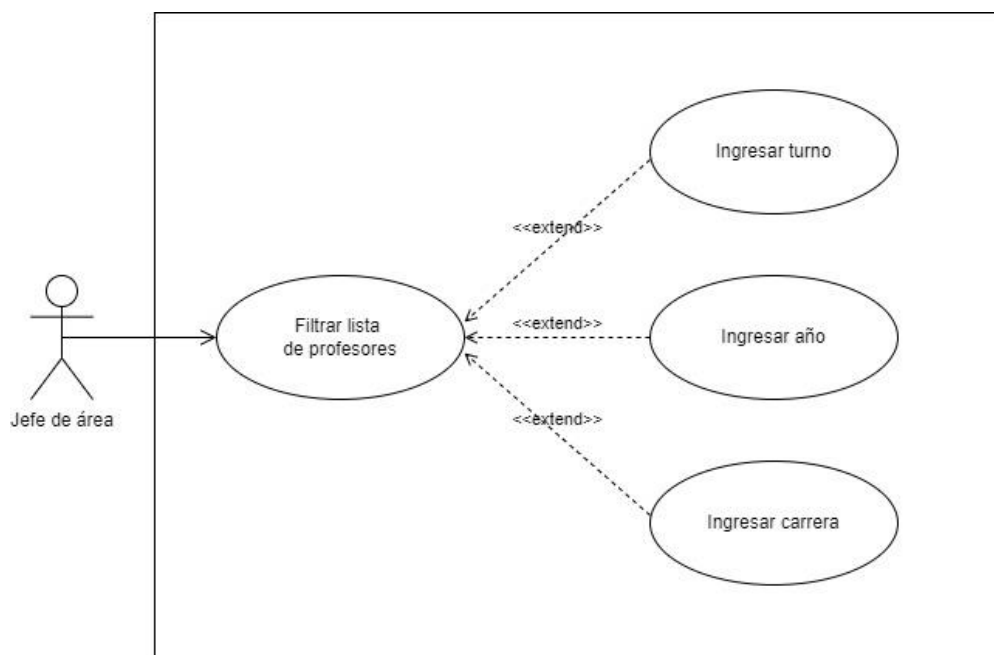 Ingresar turno
<<extend>>
Filtrar lista
de profesores
<<extend>>
Ingresar año
Jefe de área
<<extend>>
Ingresar carrera